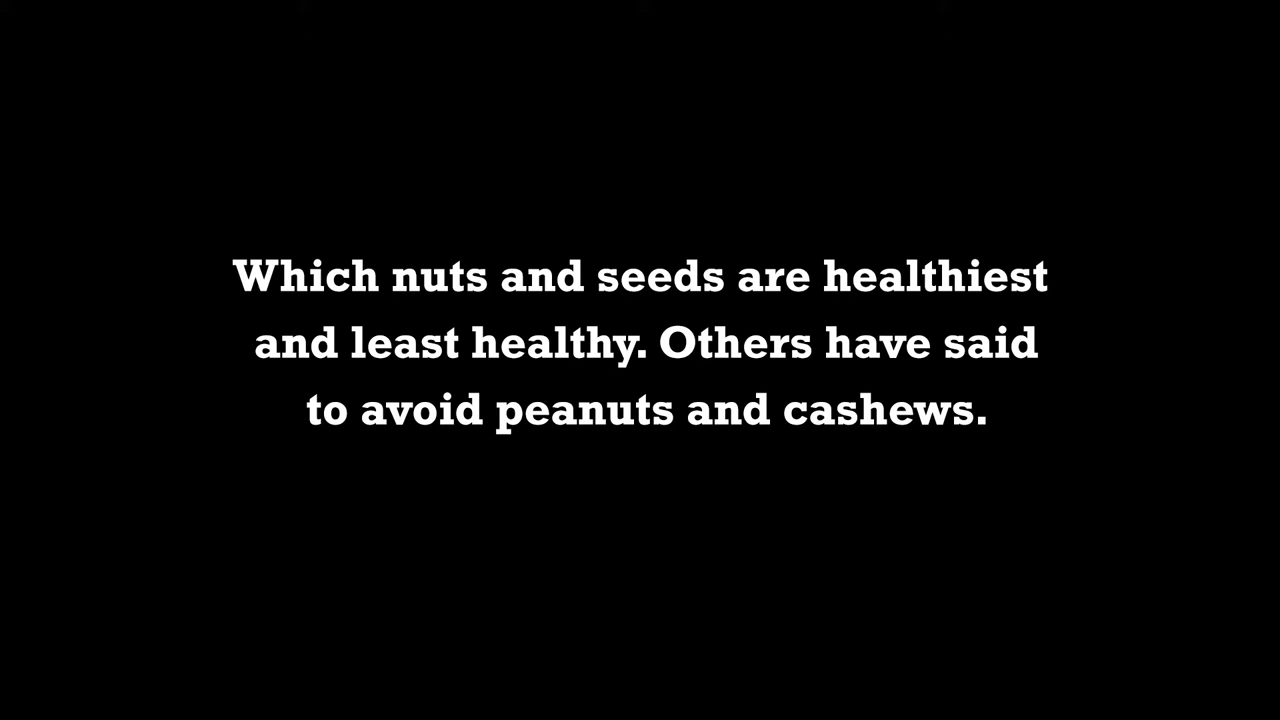 Which nuts and seeds are healthiest
and least healthy. Others have said
to avoid peanuts and cashews.